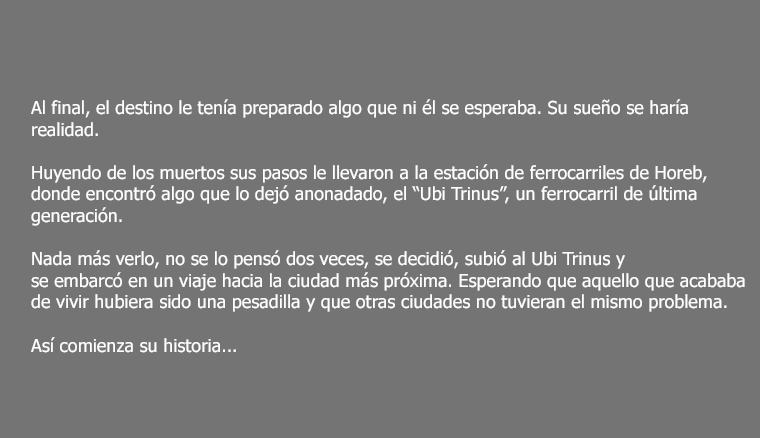 Al final, el destino le tenía preparado algo que ni él se esperaba. Su sueño se haría
realidad.
Huyendo de los muertos sus pasos le llevaron a la estación de ferrocarriles de Horeb,
donde encontró algo que lo dejó anonadado, el “Ubi Trinus”, un ferrocarril de última
generación.
Nada más verlo, no se lo pensó dos veces, se decidió, subió al Ubi Trinus y
se embarcó en un viaje hacia la ciudad más próxima. Esperando que aquello que acababa
de vivir hubiera sido una pesadilla y que otras ciudades no tuvieran el mismo problema.
Así comienza su historia...